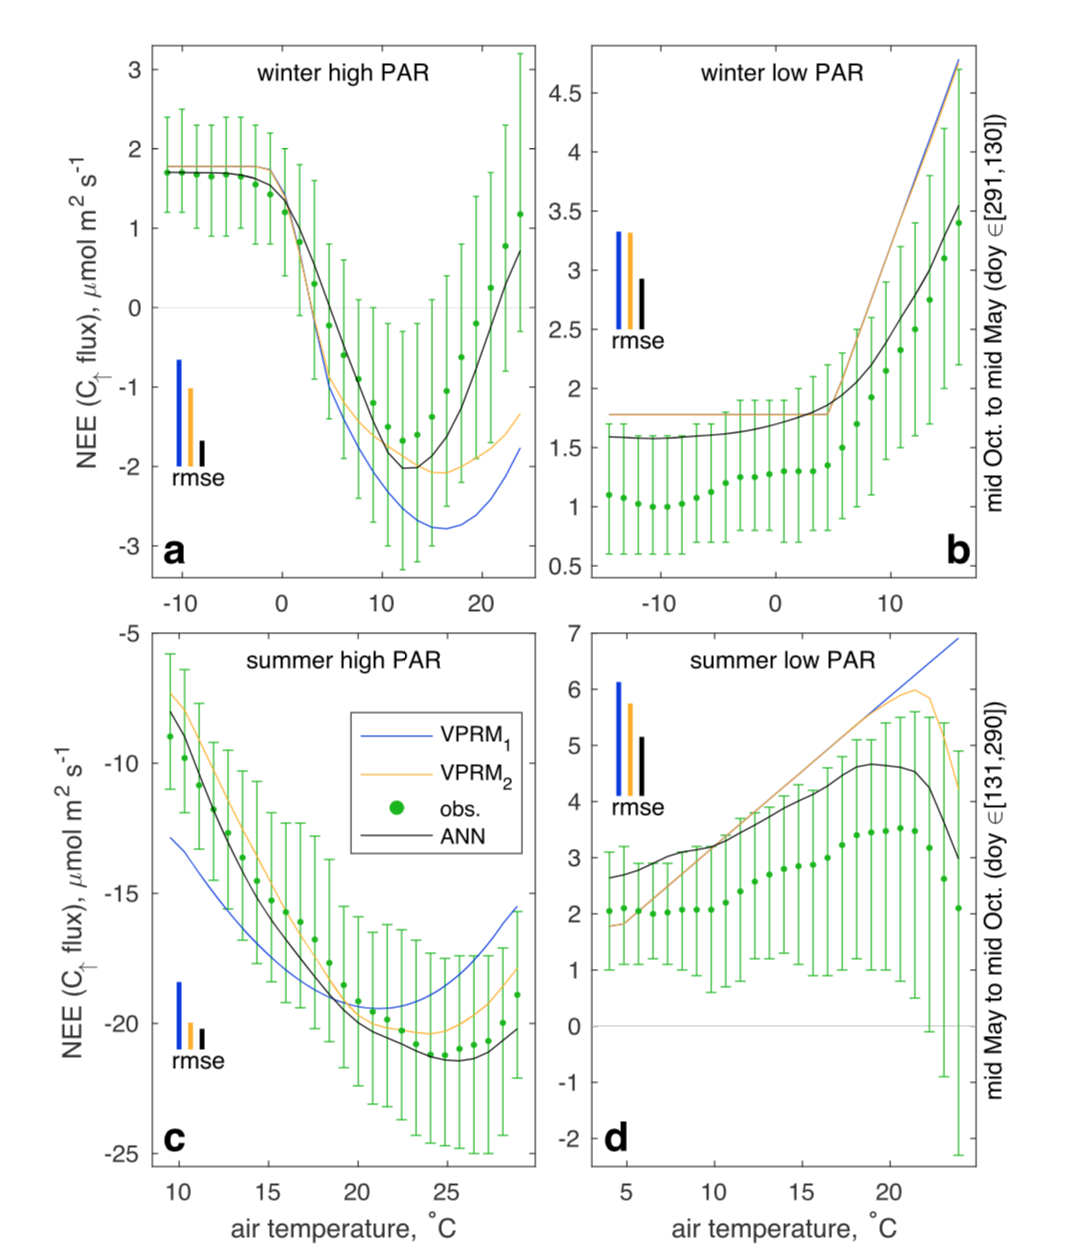 winter high PAR
3
2
1
0
-1
-2
-3
NEE (C↑ flux), μmol m² s⁻¹
rmse
a
-10 0 10 20
winter low PAR
4.5
4
3.5
3
2.5
2
1.5
1
0.5
rmse
b
-10 0 10
mid Oct. to mid May (doy ∈[291,130])
summer high PAR
-5
-10
-15
-20
-25
NEE (C↑ flux), μmol m² s⁻¹
VPRM₁
VPRM₂
obs.
ANN
rmse
c
10 15 20 25
air temperature, °C
summer low PAR
7
6
5
4
3
2
1
0
-1
-2
rmse
d
5 10 15 20
air temperature, °C
mid May to mid Oct. (doy ∈[131,290])